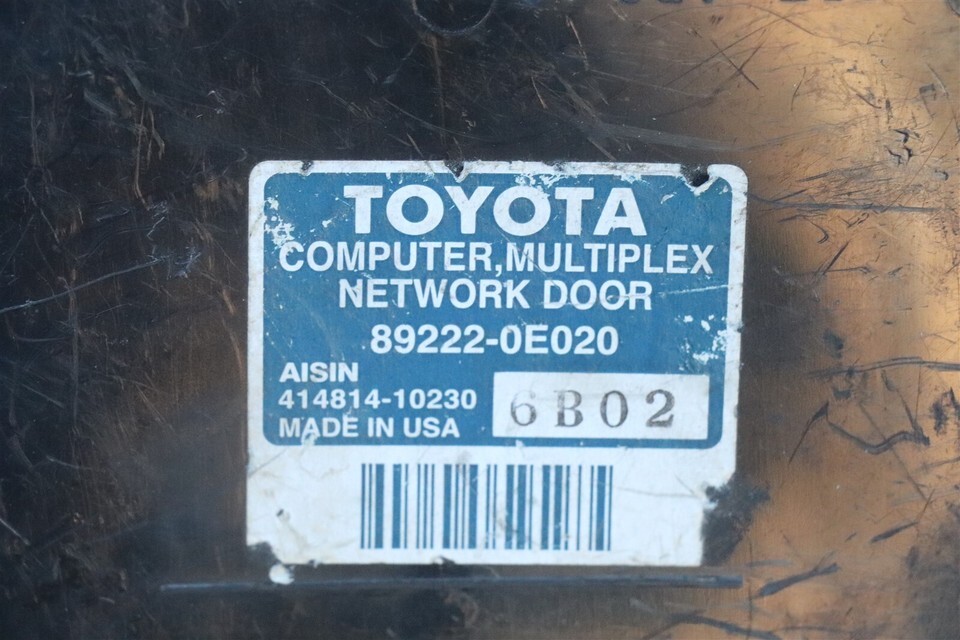 TOYOTA
COMPUTER,MULTIPLEX
NETWORK DOOR
89222-0E020
AISIN
414814-10230
MADE IN USA
6B02